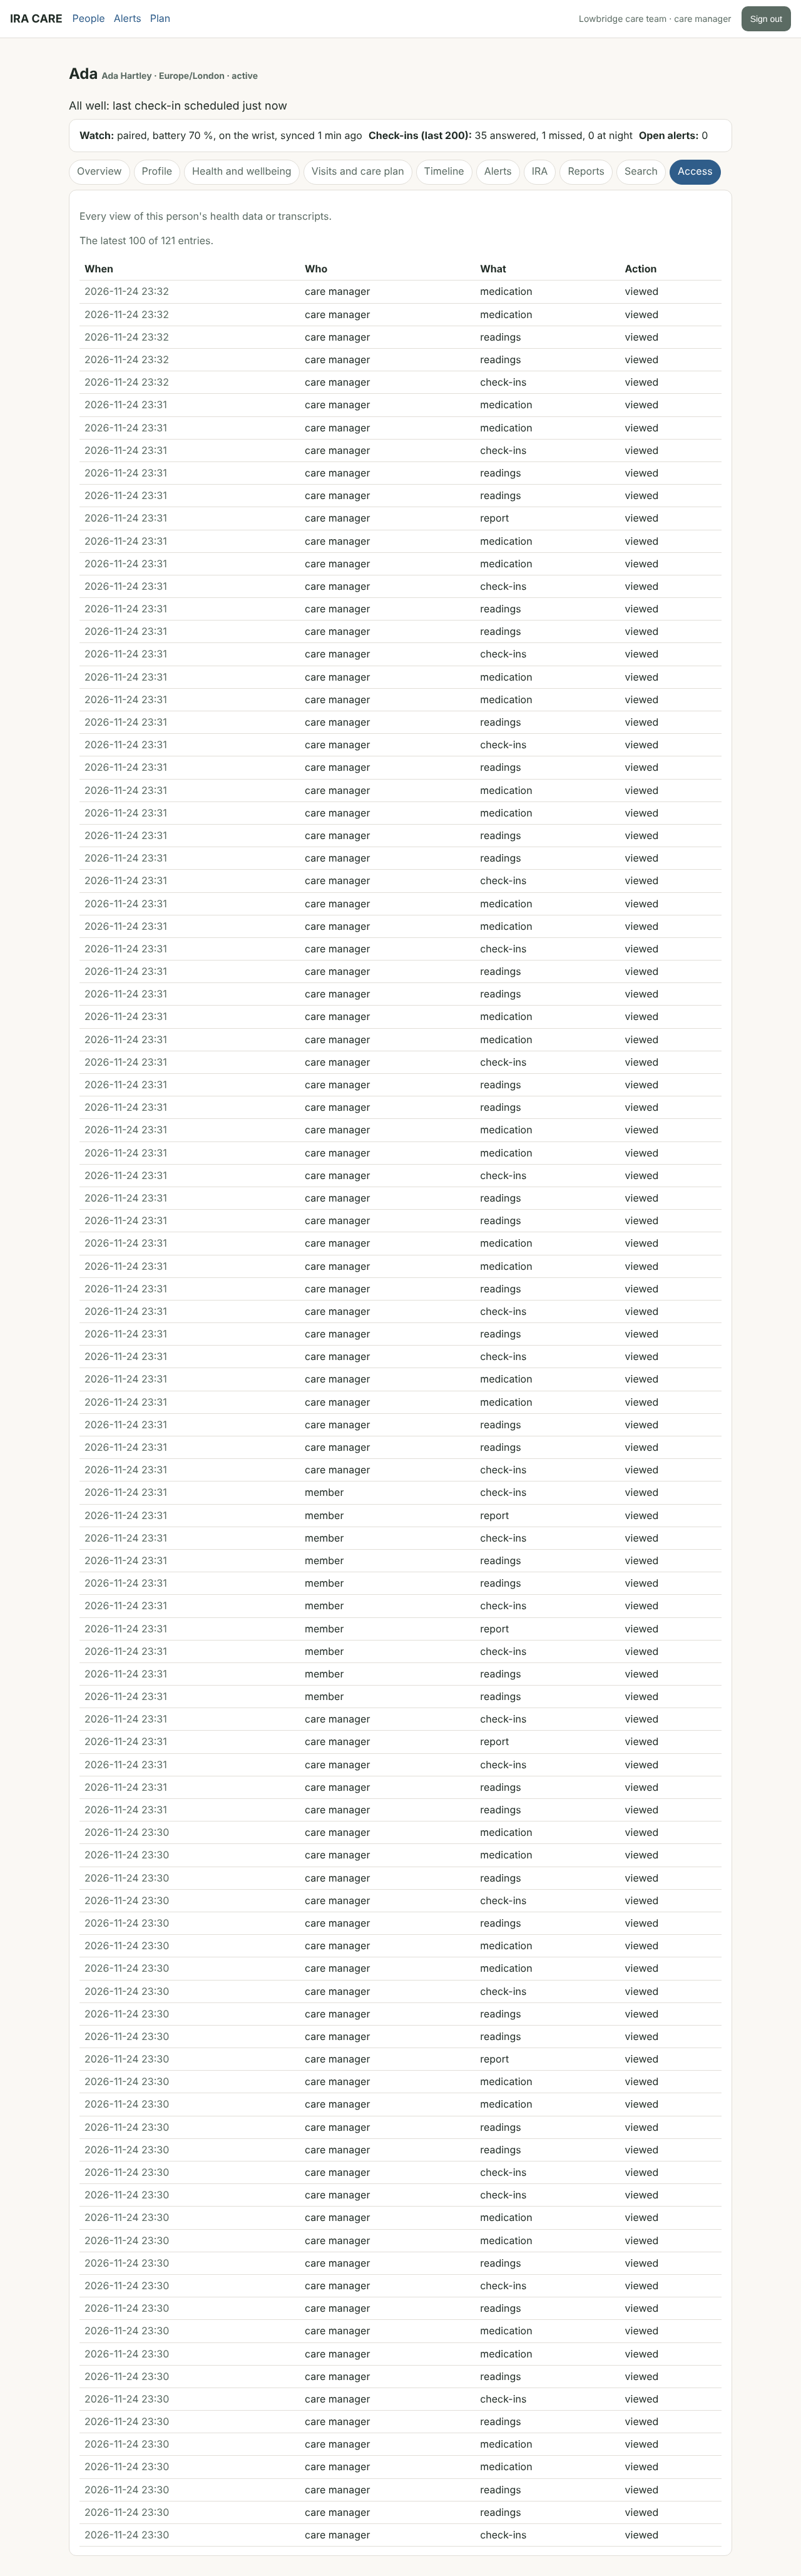 IRA CARE People Alerts Plan Lowbridge care team · care manager Sign out
Ada Ada Hartley · Europe/London · active
All well: last check-in scheduled just now
Watch: paired, battery 70 %, on the wrist, synced 1 min ago Check-ins (last 200): 35 answered, 1 missed, 0 at night Open alerts: 0
Overview Profile Health and wellbeing Visits and care plan Timeline Alerts IRA Reports Search Access
Every view of this person's health data or transcripts.
The latest 100 of 121 entries.
When Who What Action
2026-11-24 23:32 care manager medication viewed
2026-11-24 23:32 care manager medication viewed
2026-11-24 23:32 care manager readings viewed
2026-11-24 23:32 care manager readings viewed
2026-11-24 23:32 care manager check-ins viewed
2026-11-24 23:31 care manager medication viewed
2026-11-24 23:31 care manager medication viewed
2026-11-24 23:31 care manager check-ins viewed
2026-11-24 23:31 care manager readings viewed
2026-11-24 23:31 care manager readings viewed
2026-11-24 23:31 care manager report viewed
2026-11-24 23:31 care manager medication viewed
2026-11-24 23:31 care manager medication viewed
2026-11-24 23:31 care manager check-ins viewed
2026-11-24 23:31 care manager readings viewed
2026-11-24 23:31 care manager readings viewed
2026-11-24 23:31 care manager check-ins viewed
2026-11-24 23:31 care manager medication viewed
2026-11-24 23:31 care manager medication viewed
2026-11-24 23:31 care manager readings viewed
2026-11-24 23:31 care manager check-ins viewed
2026-11-24 23:31 care manager readings viewed
2026-11-24 23:31 care manager medication viewed
2026-11-24 23:31 care manager medication viewed
2026-11-24 23:31 care manager readings viewed
2026-11-24 23:31 care manager readings viewed
2026-11-24 23:31 care manager check-ins viewed
2026-11-24 23:31 care manager medication viewed
2026-11-24 23:31 care manager medication viewed
2026-11-24 23:31 care manager check-ins viewed
2026-11-24 23:31 care manager readings viewed
2026-11-24 23:31 care manager readings viewed
2026-11-24 23:31 care manager medication viewed
2026-11-24 23:31 care manager medication viewed
2026-11-24 23:31 care manager check-ins viewed
2026-11-24 23:31 care manager readings viewed
2026-11-24 23:31 care manager readings viewed
2026-11-24 23:31 care manager medication viewed
2026-11-24 23:31 care manager medication viewed
2026-11-24 23:31 care manager check-ins viewed
2026-11-24 23:31 care manager readings viewed
2026-11-24 23:31 care manager readings viewed
2026-11-24 23:31 care manager medication viewed
2026-11-24 23:31 care manager medication viewed
2026-11-24 23:31 care manager readings viewed
2026-11-24 23:31 care manager check-ins viewed
2026-11-24 23:31 care manager readings viewed
2026-11-24 23:31 care manager check-ins viewed
2026-11-24 23:31 care manager medication viewed
2026-11-24 23:31 care manager medication viewed
2026-11-24 23:31 care manager readings viewed
2026-11-24 23:31 care manager readings viewed
2026-11-24 23:31 care manager check-ins viewed
2026-11-24 23:31 member check-ins viewed
2026-11-24 23:31 member report viewed
2026-11-24 23:31 member check-ins viewed
2026-11-24 23:31 member readings viewed
2026-11-24 23:31 member readings viewed
2026-11-24 23:31 member check-ins viewed
2026-11-24 23:31 member report viewed
2026-11-24 23:31 member check-ins viewed
2026-11-24 23:31 member readings viewed
2026-11-24 23:31 member readings viewed
2026-11-24 23:31 care manager check-ins viewed
2026-11-24 23:31 care manager report viewed
2026-11-24 23:31 care manager check-ins viewed
2026-11-24 23:31 care manager readings viewed
2026-11-24 23:31 care manager readings viewed
2026-11-24 23:30 care manager medication viewed
2026-11-24 23:30 care manager medication viewed
2026-11-24 23:30 care manager readings viewed
2026-11-24 23:30 care manager check-ins viewed
2026-11-24 23:30 care manager readings viewed
2026-11-24 23:30 care manager medication viewed
2026-11-24 23:30 care manager medication viewed
2026-11-24 23:30 care manager check-ins viewed
2026-11-24 23:30 care manager readings viewed
2026-11-24 23:30 care manager readings viewed
2026-11-24 23:30 care manager report viewed
2026-11-24 23:30 care manager medication viewed
2026-11-24 23:30 care manager medication viewed
2026-11-24 23:30 care manager readings viewed
2026-11-24 23:30 care manager readings viewed
2026-11-24 23:30 care manager check-ins viewed
2026-11-24 23:30 care manager check-ins viewed
2026-11-24 23:30 care manager medication viewed
2026-11-24 23:30 care manager medication viewed
2026-11-24 23:30 care manager readings viewed
2026-11-24 23:30 care manager check-ins viewed
2026-11-24 23:30 care manager readings viewed
2026-11-24 23:30 care manager medication viewed
2026-11-24 23:30 care manager medication viewed
2026-11-24 23:30 care manager readings viewed
2026-11-24 23:30 care manager check-ins viewed
2026-11-24 23:30 care manager readings viewed
2026-11-24 23:30 care manager medication viewed
2026-11-24 23:30 care manager medication viewed
2026-11-24 23:30 care manager readings viewed
2026-11-24 23:30 care manager readings viewed
2026-11-24 23:30 care manager check-ins viewed